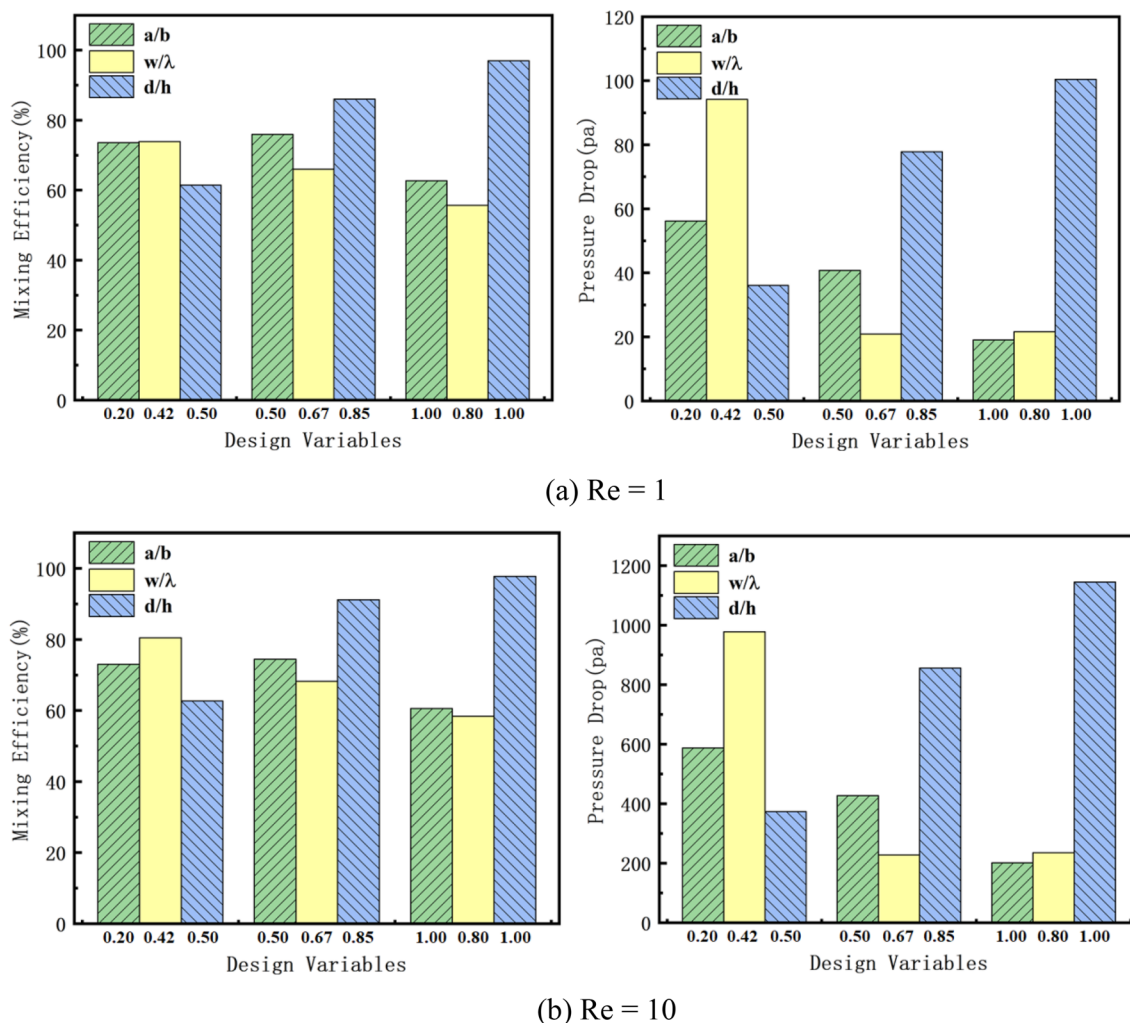 Mixing Efficiency(%)
100
80
60
40
20
0
a/b
w/λ
d/h
0.20 0.42 0.50 0.50 0.67 0.85 1.00 0.80 1.00
Design Variables
Pressure Drop(pa)
120
100
80
60
40
20
0
a/b
w/λ
d/h
0.20 0.42 0.50 0.50 0.67 0.85 1.00 0.80 1.00
Design Variables
(a) Re = 1
Mixing Efficiency(%)
100
80
60
40
20
0
a/b
w/λ
d/h
0.20 0.42 0.50 0.50 0.67 0.85 1.00 0.80 1.00
Design Variables
Pressure Drop(pa)
1200
1000
800
600
400
200
0
a/b
w/λ
d/h
0.20 0.42 0.50 0.50 0.67 0.85 1.00 0.80 1.00
Design Variables
(b) Re = 10